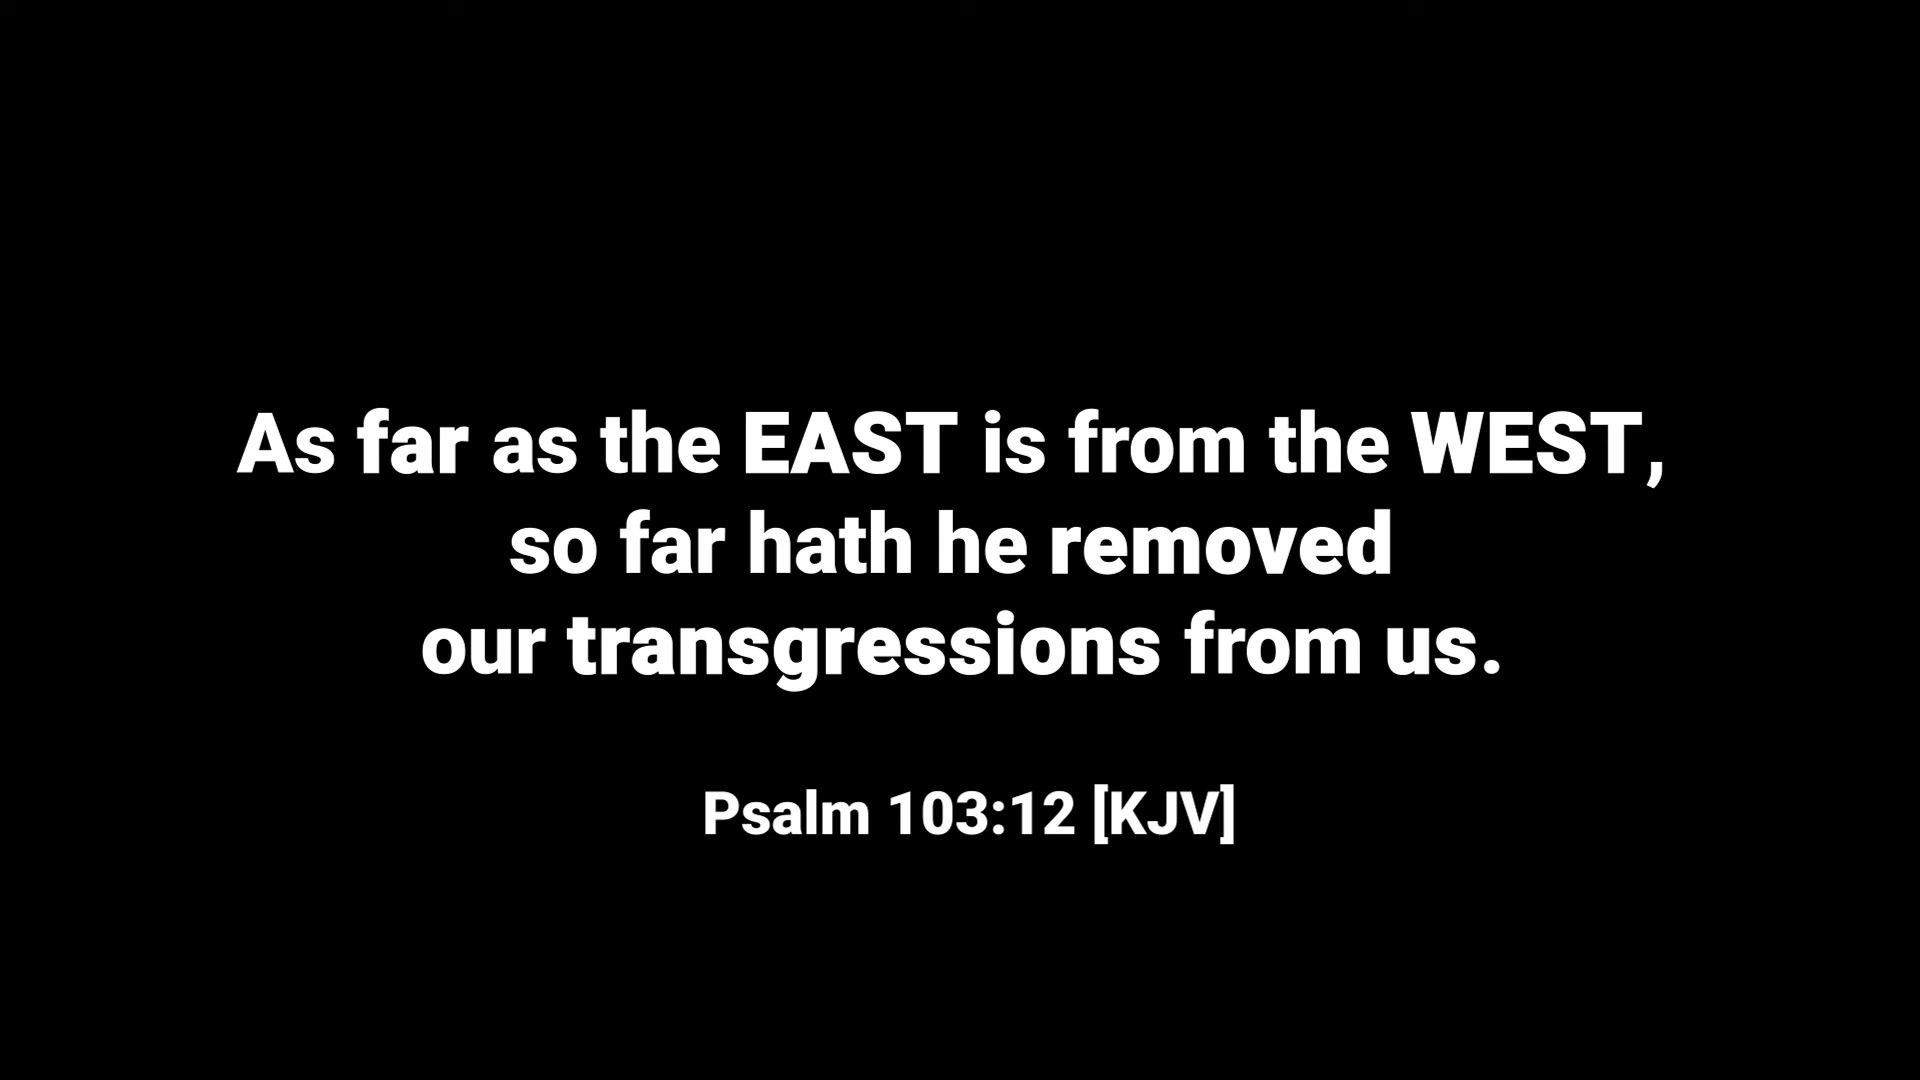 As far as the EAST is from the WEST,
so far hath he removed
our transgressions from us.
Psalm 103:12 [KJV]